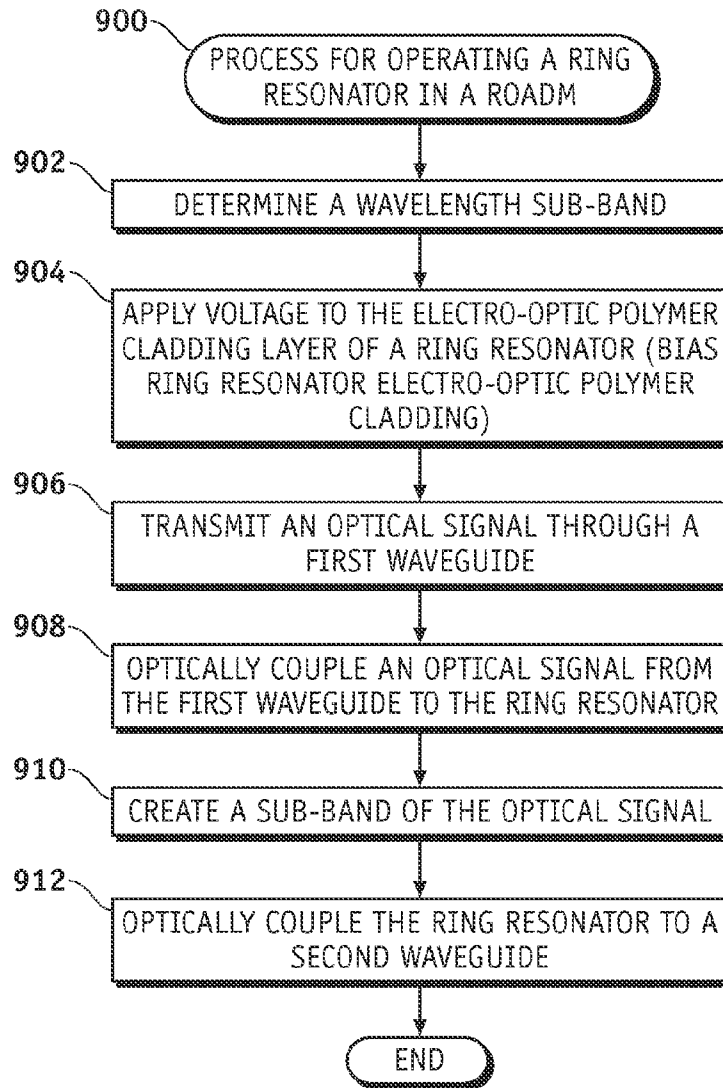 900
PROCESS FOR OPERATING A RING
RESONATOR IN A ROADM
902
DETERMINE A WAVELENGTH SUB-BAND
904
APPLY VOLTAGE TO THE ELECTRO-OPTIC POLYMER
CLADDING LAYER OF A RING RESONATOR (BIAS
RING RESONATOR ELECTRO-OPTIC POLYMER
CLADDING)
906
TRANSMIT AN OPTICAL SIGNAL THROUGH A
FIRST WAVEGUIDE
908
OPTICALLY COUPLE AN OPTICAL SIGNAL FROM
THE FIRST WAVEGUIDE TO THE RING RESONATOR
910
CREATE A SUB-BAND OF THE OPTICAL SIGNAL
912
OPTICALLY COUPLE THE RING RESONATOR TO A
SECOND WAVEGUIDE
END